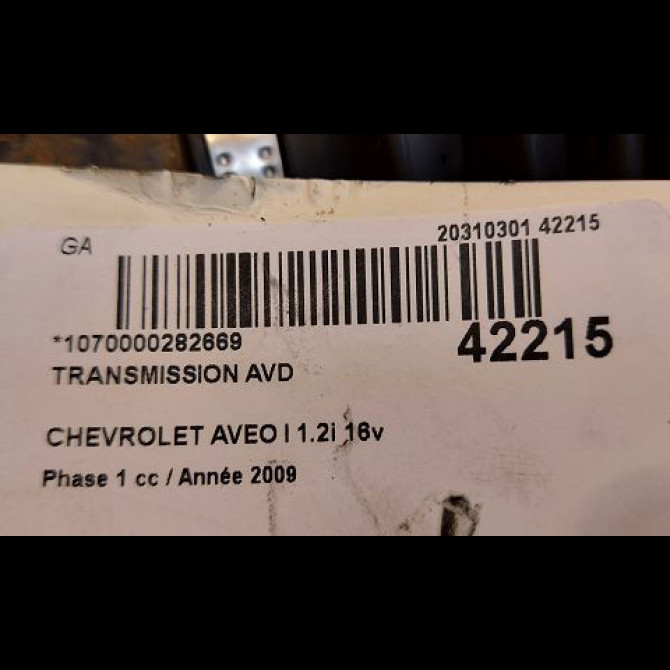 GA
20310301 42215
*1070000282669
42215
TRANSMISSION AVD
CHEVROLET AVEO I 1.2i 16v
Phase 1 cc / Année 2009